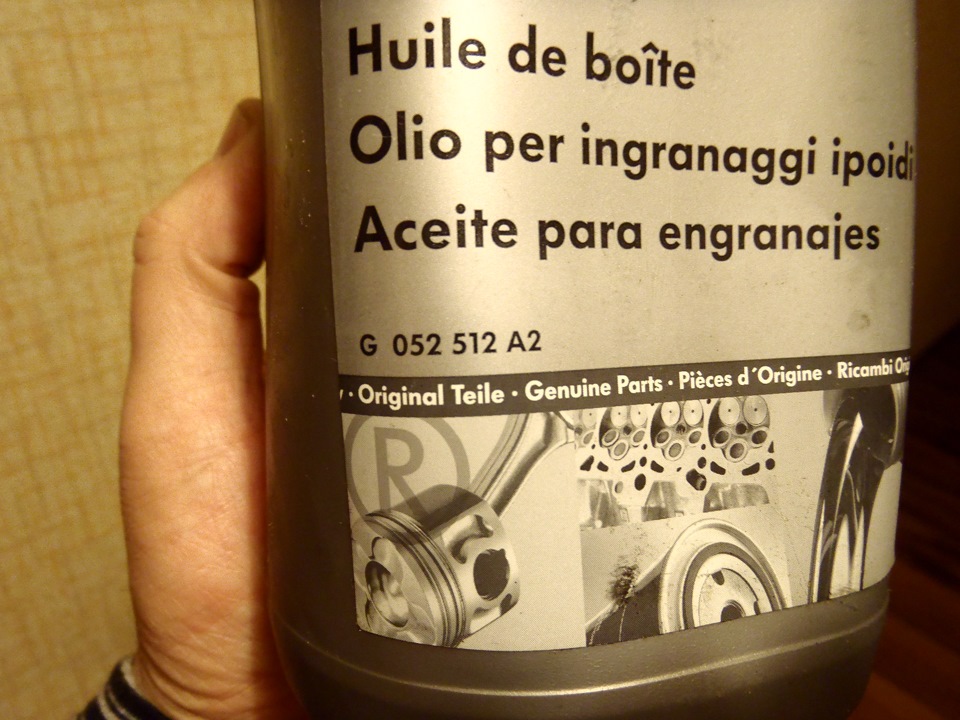 Huile de boîte
Olio per ingranaggi ipoidi
Aceite para engranajes
G 052 512 A2
· Original Teile · Genuine Parts · Pièces d´Origine · Ricambi
R